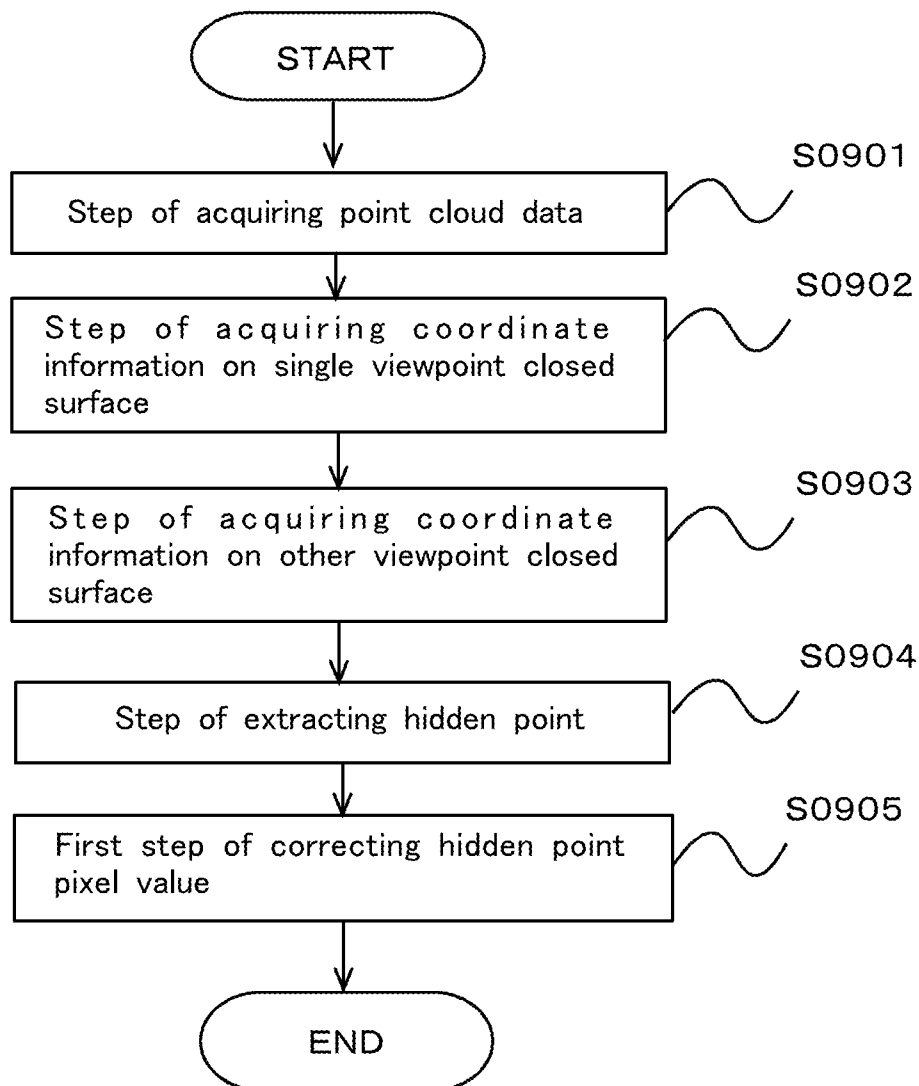 START
S0901
Step of acquiring point cloud data
S0902
Step of acquiring coordinate
information on single viewpoint closed
surface
S0903
Step of acquiring coordinate
information on other viewpoint closed
surface
S0904
Step of extracting hidden point
S0905
First step of correcting hidden point
pixel value
END